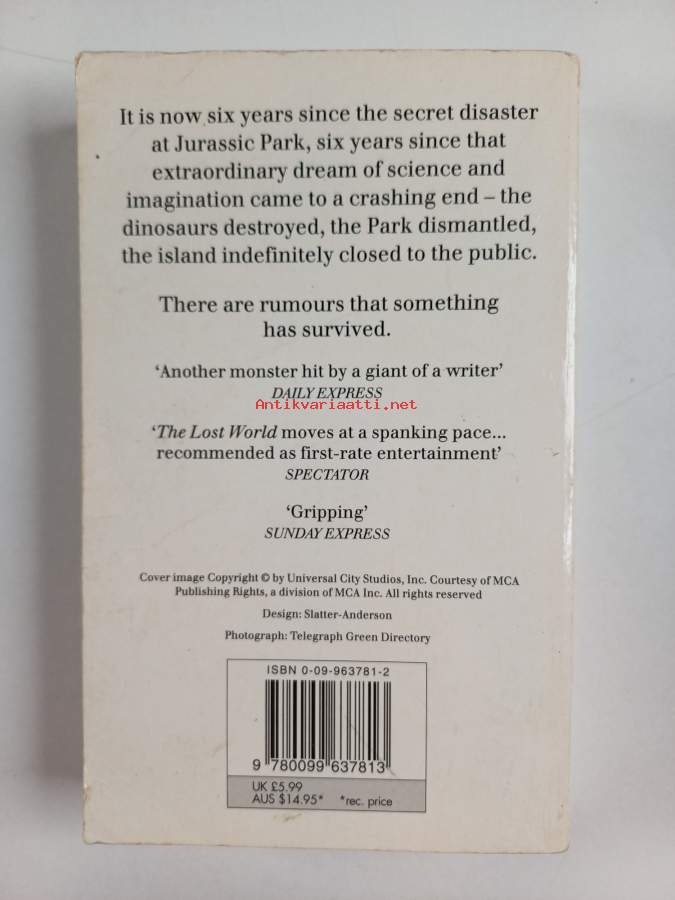 It is now six years since the secret disaster
at Jurassic Park, six years since that
extraordinary dream of science and
imagination came to a crashing end – the
dinosaurs destroyed, the Park dismantled,
the island indefinitely closed to the public.
There are rumours that something
has survived.
‘Another monster hit by a giant of a writer’
DAILY EXPRESS
Antikvariaatti.net
‘The Lost World moves at a spanking pace...
recommended as first-rate entertainment’
SPECTATOR
‘Gripping’
SUNDAY EXPRESS
Cover image Copyright © by Universal City Studios, Inc. Courtesy of MCA
Publishing Rights, a division of MCA Inc. All rights reserved
Design: Slatter-Anderson
Photograph: Telegraph Green Directory
ISBN 0-09-963781-2
9 780099 637813
UK £5.99
AUS $14.95* *rec. price